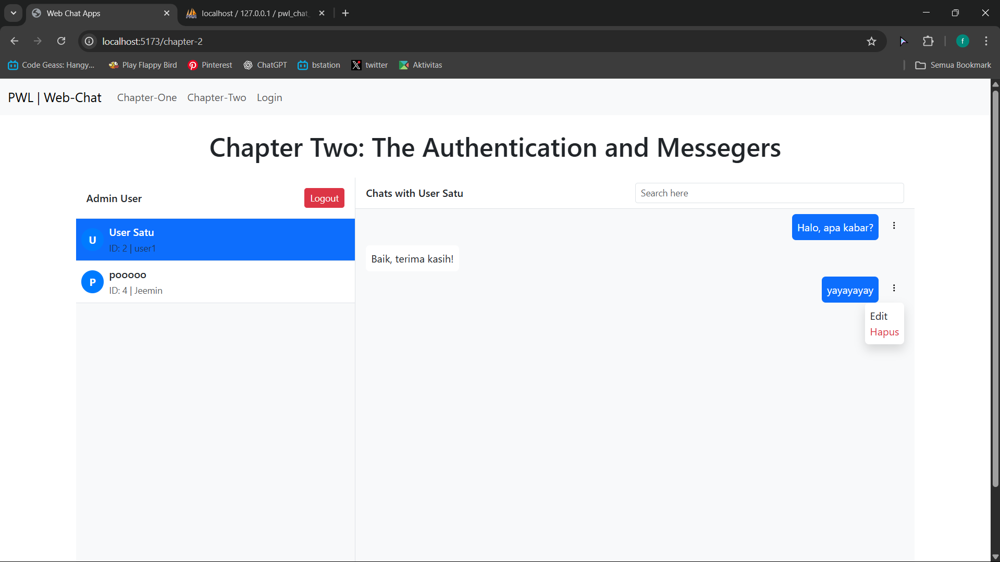 Web Chat Apps
localhost / 127.0.0.1 / pwl_chat_
localhost:5173/chapter-2
f
Code Geass: Hangy...
Play Flappy Bird
Pinterest
ChatGPT
bstation
twitter
Aktivitas
Semua Bookmark
PWL | Web-Chat
Chapter-One
Chapter-Two
Login
Chapter Two: The Authentication and Messegers
Admin User
Logout
U
User Satu
ID: 2 | user1
P
pooooo
ID: 4 | Jeemin
Chats with User Satu
Search here
Halo, apa kabar?
Baik, terima kasih!
yayayayay
Edit
Hapus